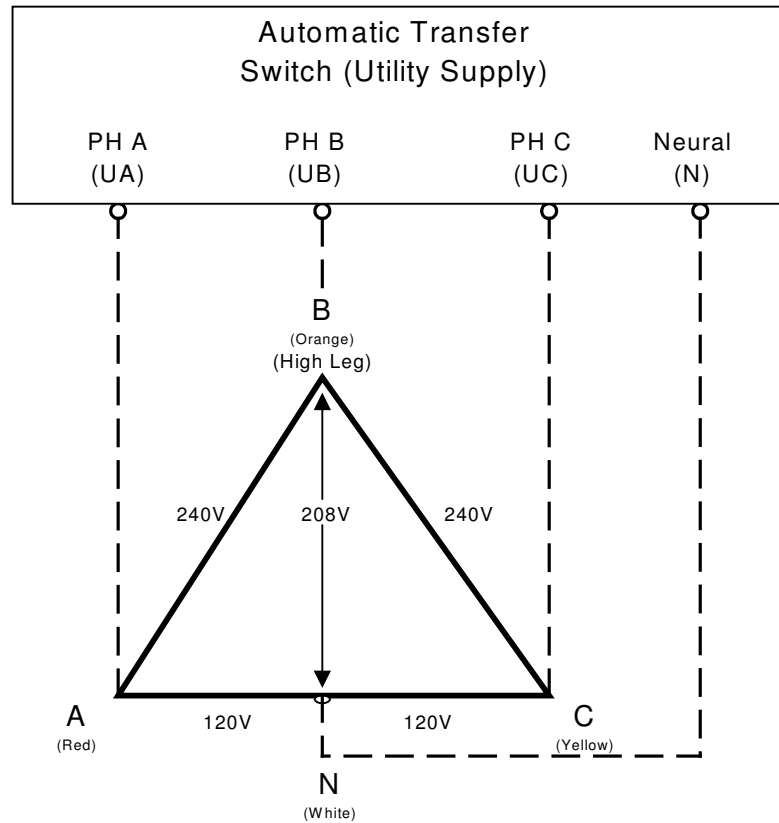 Automatic Transfer
Switch (Utility Supply)
PH A
(UA)
PH B
(UB)
PH C
(UC)
Neural
(N)
B
(Orange)
(High Leg)
240V
208V
240V
A
(Red)
120V
120V
C
(Yellow)
N
(White)